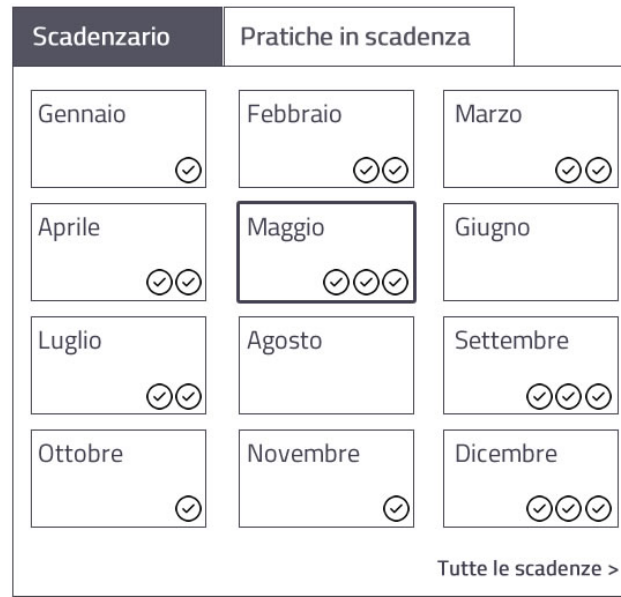 Scadenzario Pratiche in scadenza
Gennaio Febbraio Marzo
Aprile Maggio Giugno
Luglio Agosto Settembre
Ottobre Novembre Dicembre
Tutte le scadenze >